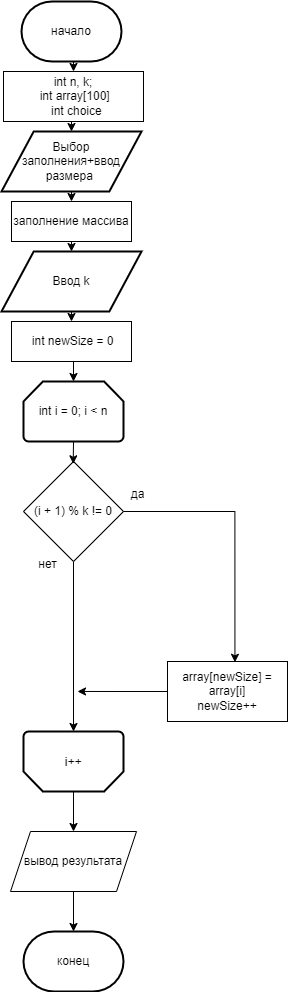 начало
int n, k;
int array[100]
int choice
Выбор
заполнения+ввод
размера
заполнение массива
Ввод k
int newSize = 0
int i = 0; i < n
(i + 1) % k != 0
да
нет
array[newSize] =
array[i]
newSize++
i++
вывод результата
конец